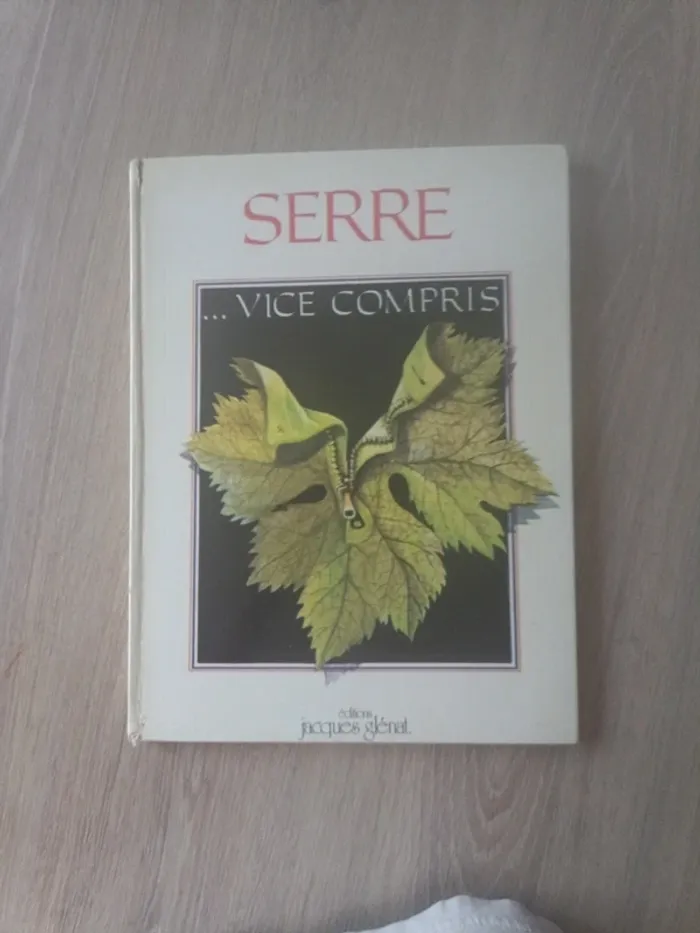 SERRE
... VICE COMPRIS
éditions
jacques glénat.